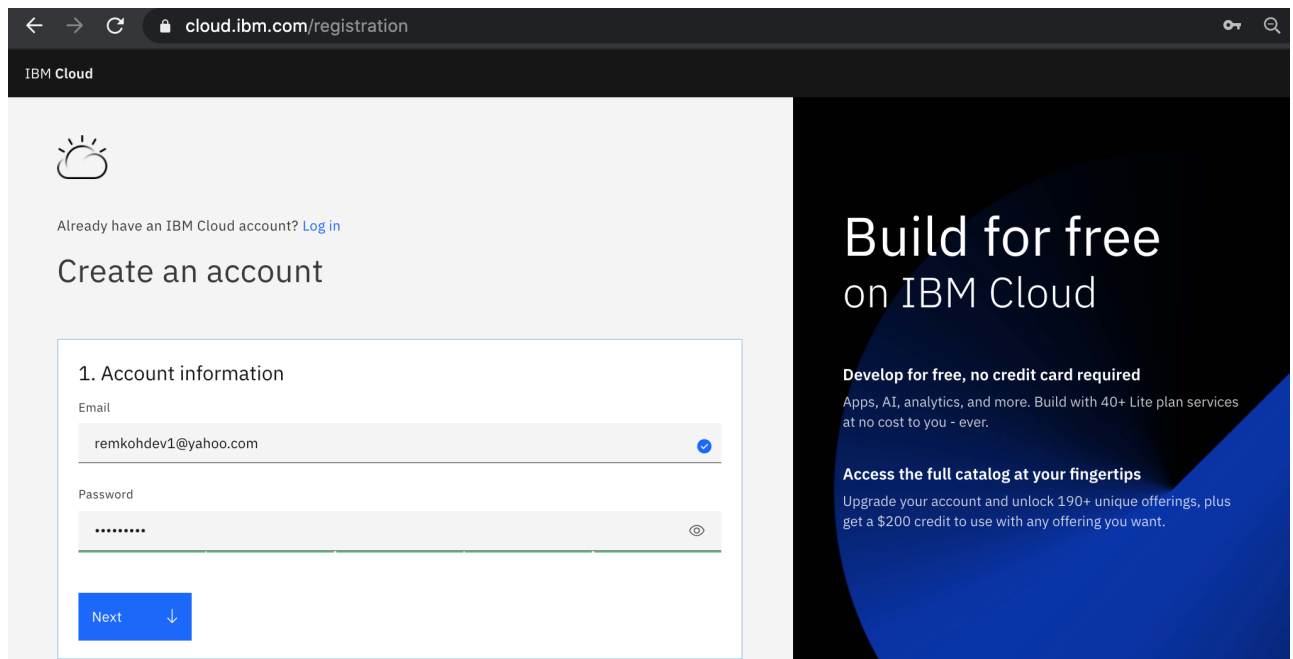 cloud.ibm.com/registration
IBM Cloud
Already have an IBM Cloud account? Log in
Create an account
1. Account information
Email
remkohdev1@yahoo.com
Password
•••••••••
Next
Build for free
on IBM Cloud
Develop for free, no credit card required
Apps, AI, analytics, and more. Build with 40+ Lite plan services
at no cost to you - ever.
Access the full catalog at your fingertips
Upgrade your account and unlock 190+ unique offerings, plus
get a $200 credit to use with any offering you want.